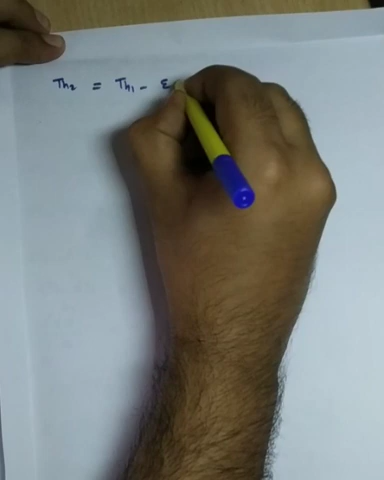 Th₂ = Th₁ - ε